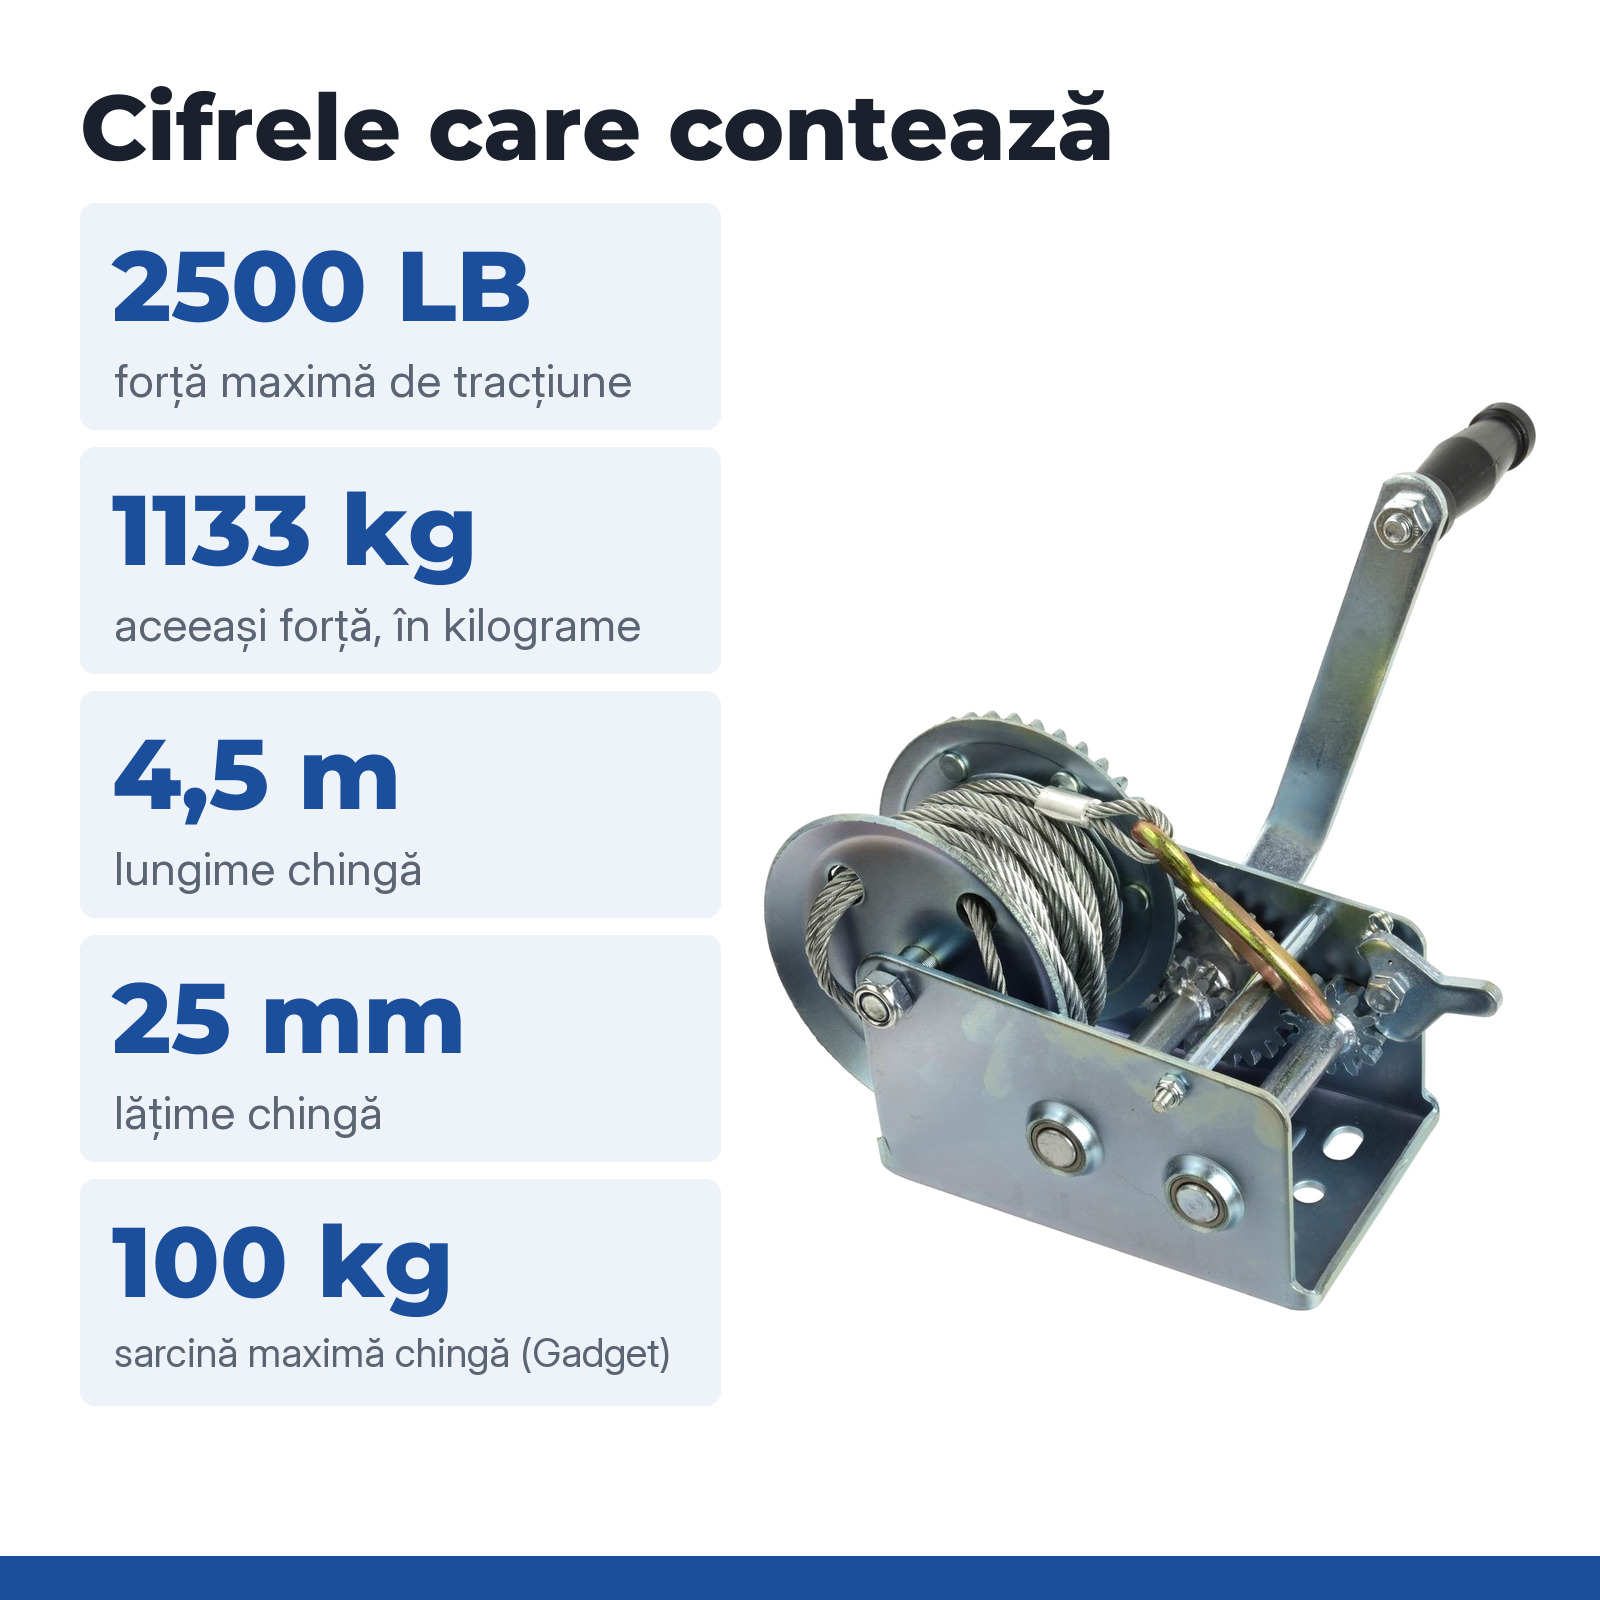 Cifrele care contează
2500 LB
forță maximă de tracțiune
1133 kg
aceeași forță, în kilograme
4,5 m
lungime chingă
25 mm
lățime chingă
100 kg
sarcină maximă chingă (Gadget)